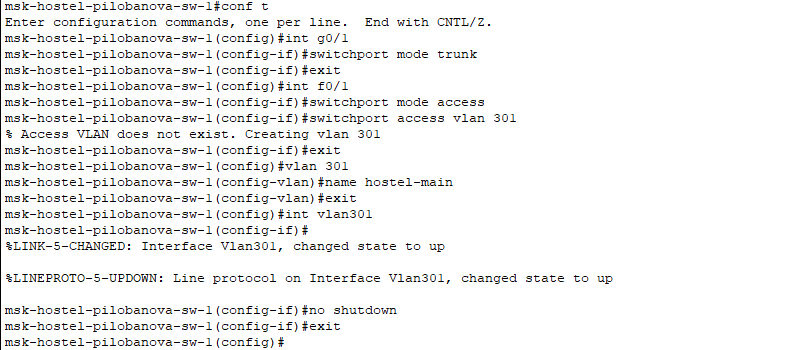 msk-hostel-pilobanova-sw-1#conf t
Enter configuration commands, one per line.  End with CNTL/Z.
msk-hostel-pilobanova-sw-1(config)#int g0/1
msk-hostel-pilobanova-sw-1(config-if)#switchport mode trunk
msk-hostel-pilobanova-sw-1(config-if)#exit
msk-hostel-pilobanova-sw-1(config)#int f0/1
msk-hostel-pilobanova-sw-1(config-if)#switchport mode access
msk-hostel-pilobanova-sw-1(config-if)#switchport access vlan 301
% Access VLAN does not exist. Creating vlan 301
msk-hostel-pilobanova-sw-1(config-if)#exit
msk-hostel-pilobanova-sw-1(config)#vlan 301
msk-hostel-pilobanova-sw-1(config-vlan)#name hostel-main
msk-hostel-pilobanova-sw-1(config-vlan)#exit
msk-hostel-pilobanova-sw-1(config)#int vlan301
msk-hostel-pilobanova-sw-1(config-if)#
%LINK-5-CHANGED: Interface Vlan301, changed state to up
%LINEPROTO-5-UPDOWN: Line protocol on Interface Vlan301, changed state to up
msk-hostel-pilobanova-sw-1(config-if)#no shutdown
msk-hostel-pilobanova-sw-1(config-if)#exit
msk-hostel-pilobanova-sw-1(config)#